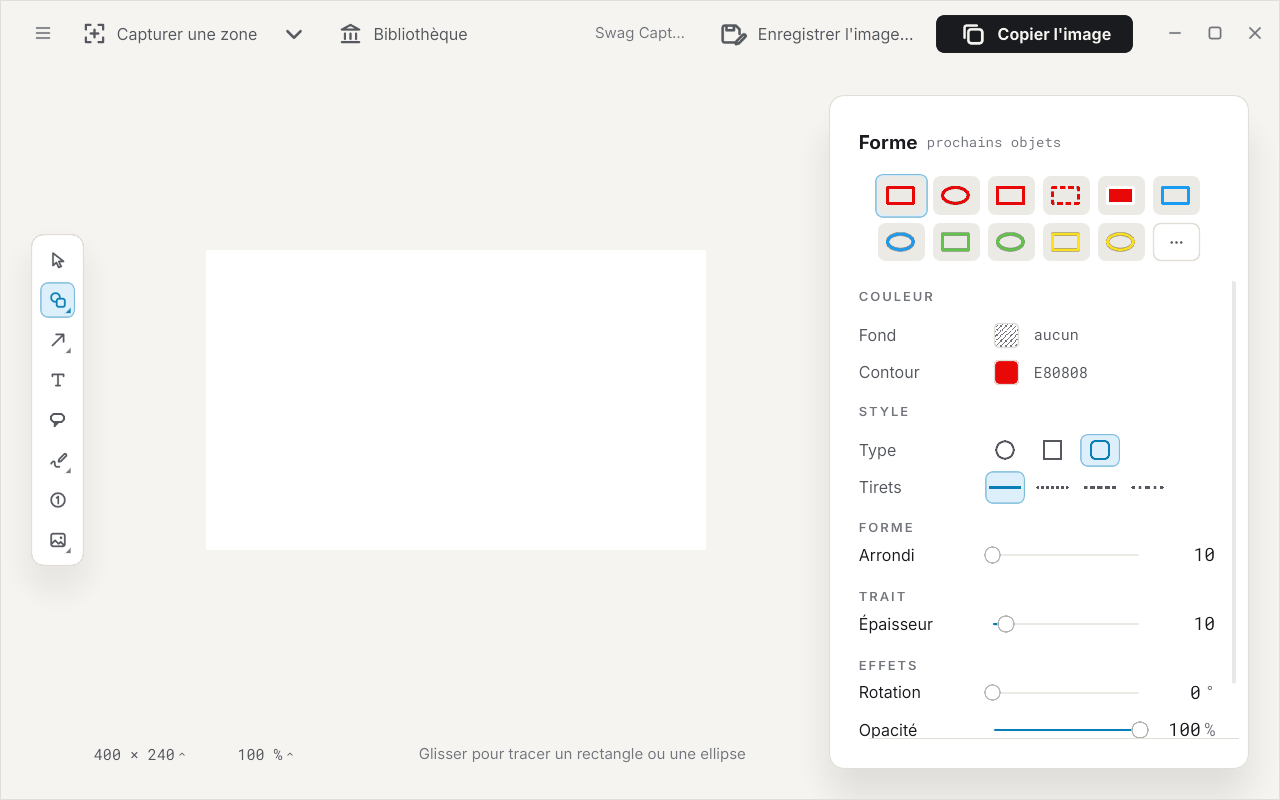 Capturer une zone
Bibliothèque
Swag Capt...
Enregistrer l'image...
Copier l'image
Forme prochains objets
...
COULEUR
Fond aucun
Contour E80808
STYLE
Type
Tirets
FORME
Arrondi 10
TRAIT
Épaisseur 10
EFFETS
Rotation 0 °
Opacité 100 %
400 × 240
100 %
Glisser pour tracer un rectangle ou une ellipse